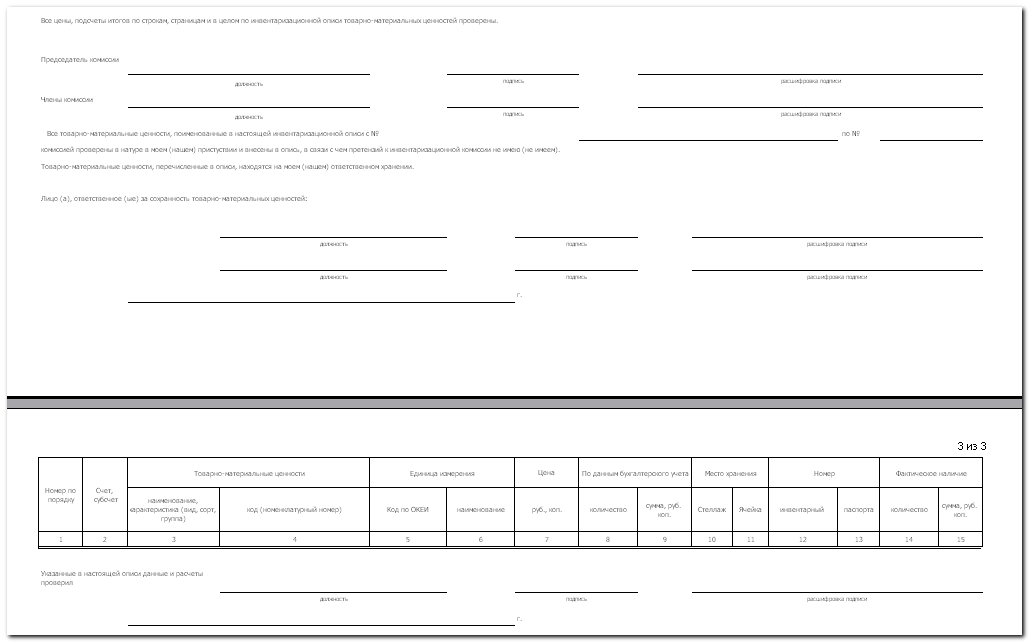 Все цены, подсчеты итогов по строкам, страницам и в целом по инвентаризационной описи товарно-материальных ценностей проверены.
Председатель комиссии
должность подпись расшифровка подписи
Члены комиссии
должность подпись расшифровка подписи
Все товарно-материальные ценности, поименованные в настоящей инвентаризационной описи с № по №
комиссией проверены в натуре в моем (нашем) присутствии и внесены в опись, в связи с чем претензий к инвентаризационной комиссии не имею (не имеем).
Товарно-материальные ценности, перечисленные в описи, находятся на моем (нашем) ответственном хранении.
Лицо (а), ответственное (ые) за сохранность товарно-материальных ценностей:
должность подпись расшифровка подписи
должность подпись расшифровка подписи
г.
3 из 3
Номер по порядку Счет, субсчет Товарно-материальные ценности Единица измерения Цена По данным бухгалтерского учета Место хранения Номер Фактическое наличие
наименование, характеристика (вид, сорт, группа) код (номенклатурный номер) Код по ОКЕИ наименование руб., коп. количество сумма, руб. коп. Стеллаж Ячейка инвентарный паспорта количество сумма, руб. коп.
1 2 3 4 5 6 7 8 9 10 11 12 13 14 15
Указанные в настоящей описи данные и расчеты
проверил
должность подпись расшифровка подписи
г.